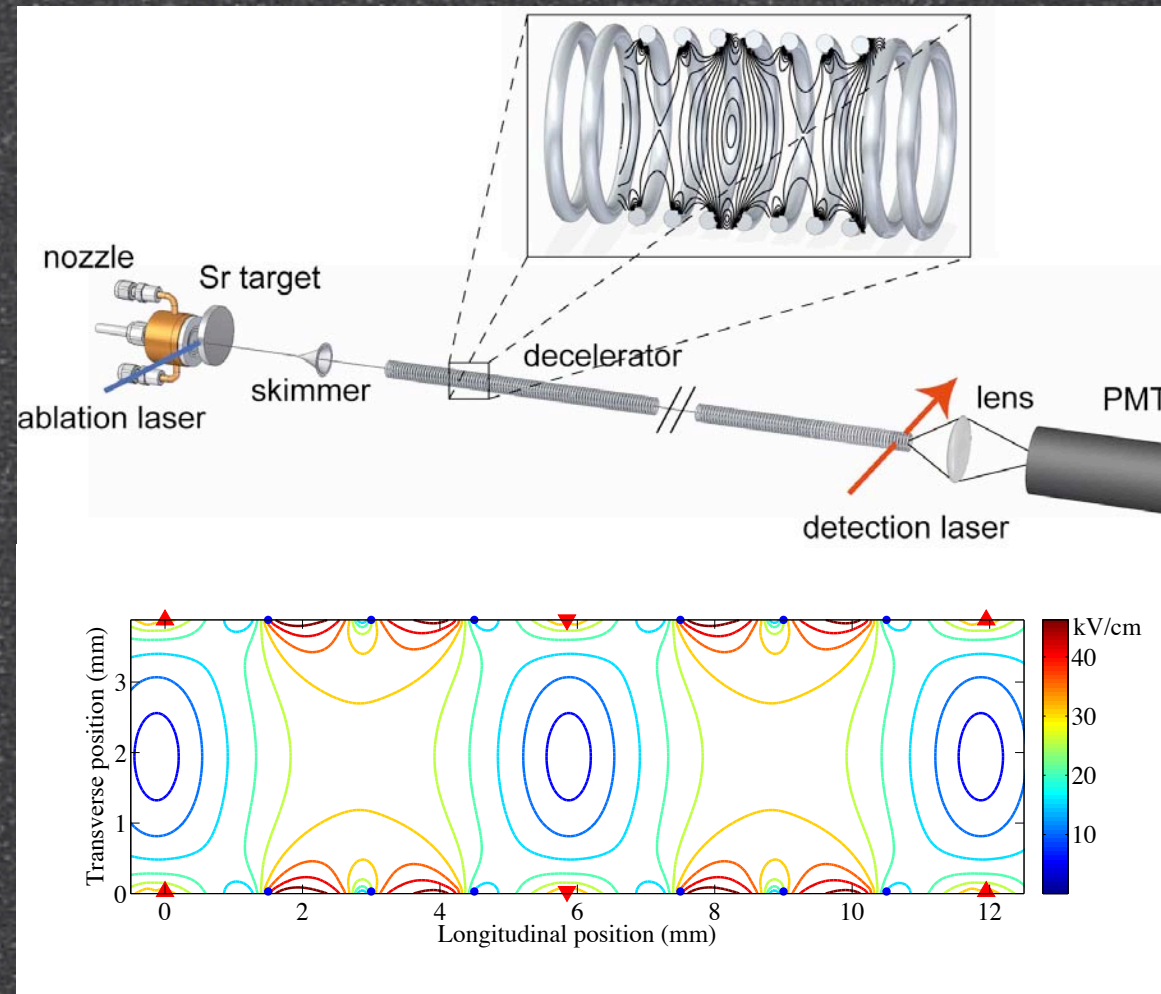 nozzle
Sr target
skimmer
ablation laser
decelerator
lens
PMT
detection laser
kV/cm
40
30
20
10
Transverse position (mm)
3
2
1
0
0 2 4 6 8 10 12
Longitudinal position (mm)